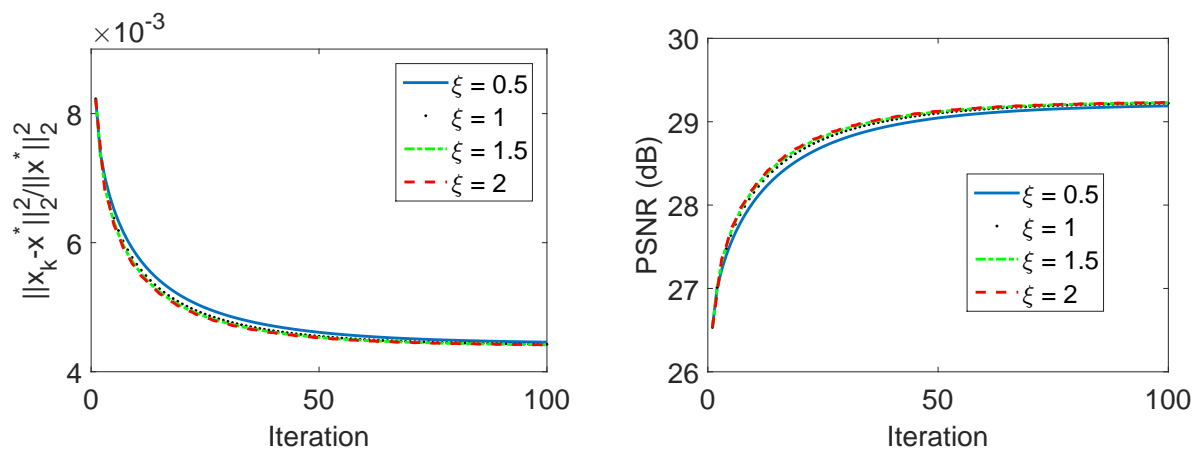 ×10⁻³
8
6
4
0
50
100
Iteration
||xₖ-x*||₂²/||x*||₂²
ξ = 0.5
ξ = 1
ξ = 1.5
ξ = 2
30
29
28
27
26
0
50
100
Iteration
PSNR (dB)
ξ = 0.5
ξ = 1
ξ = 1.5
ξ = 2